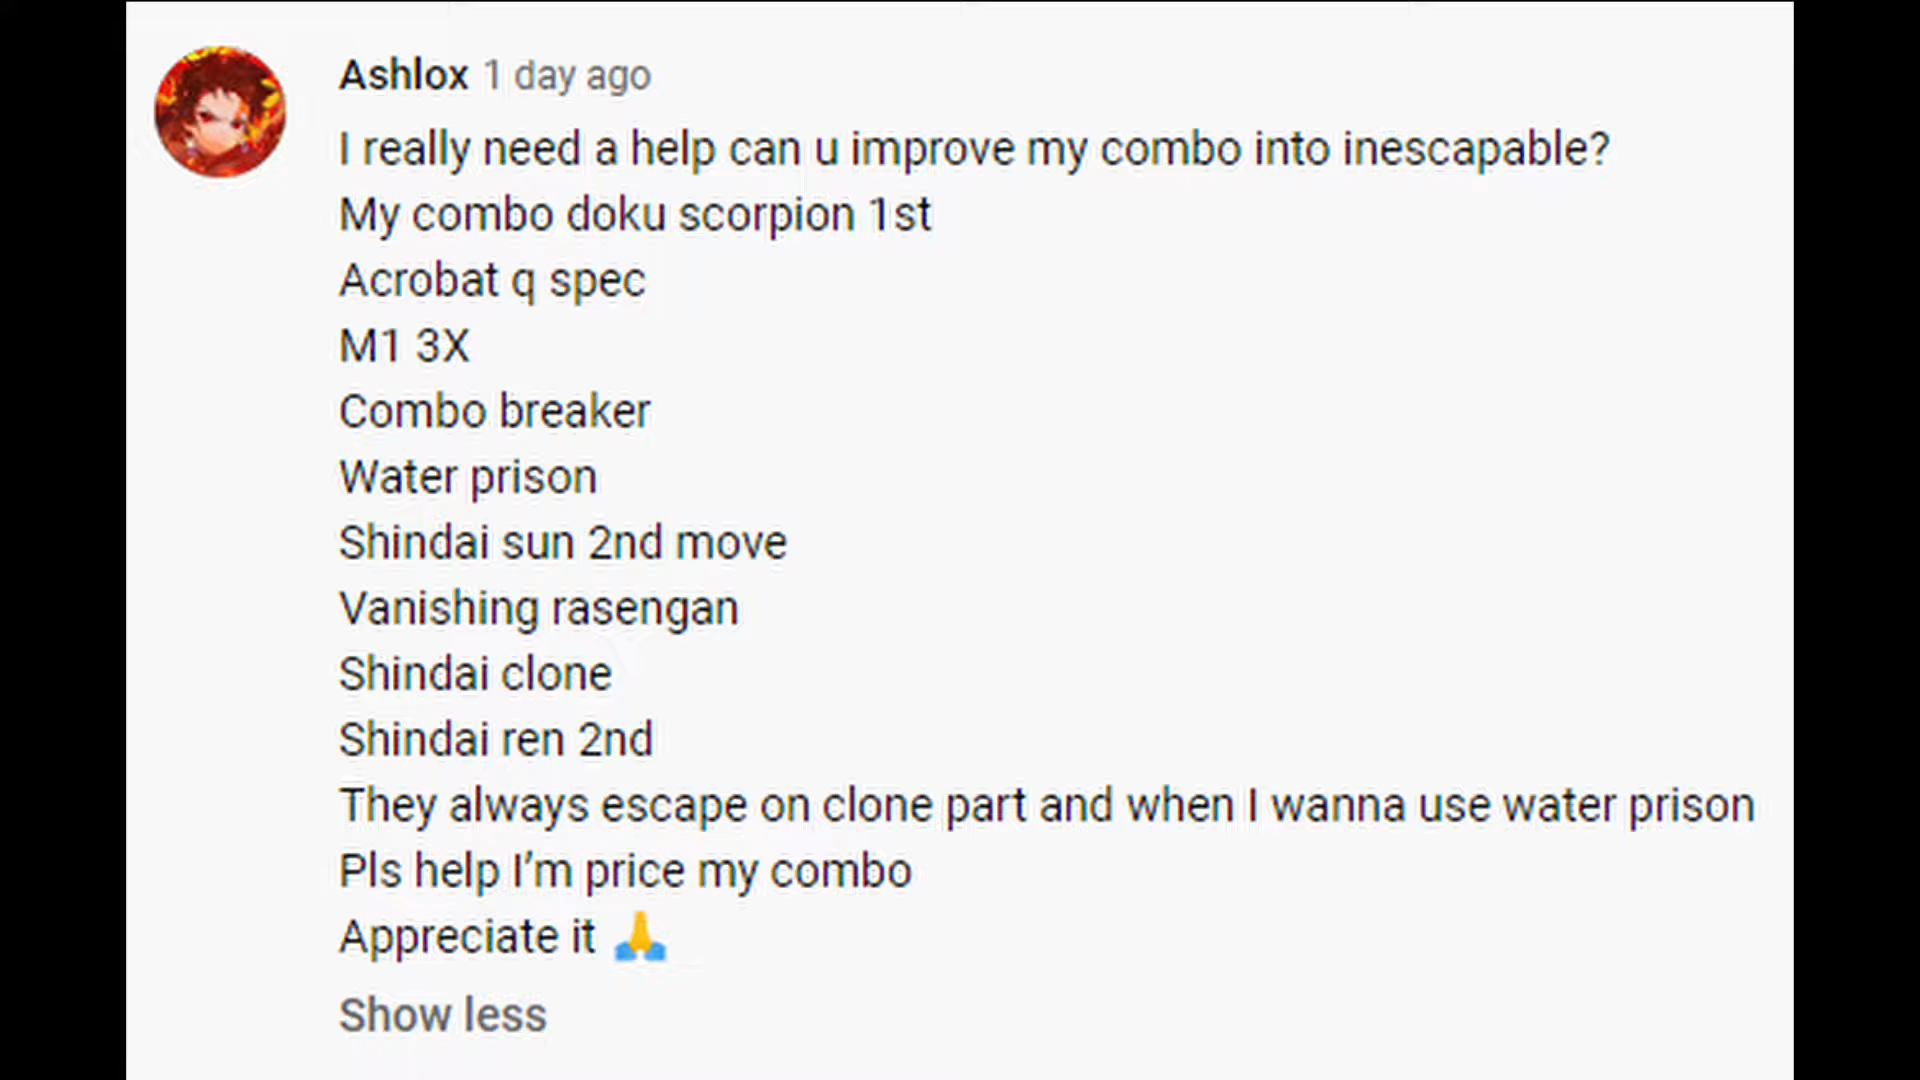 Ashlox 1 day ago
I really need a help can u improve my combo into inescapable?
My combo doku scorpion 1st
Acrobat q spec
M1 3X
Combo breaker
Water prison
Shindai sun 2nd move
Vanishing rasengan
Shindai clone
Shindai ren 2nd
They always escape on clone part and when I wanna use water prison
Pls help I’m price my combo
Appreciate it 🙏
Show less